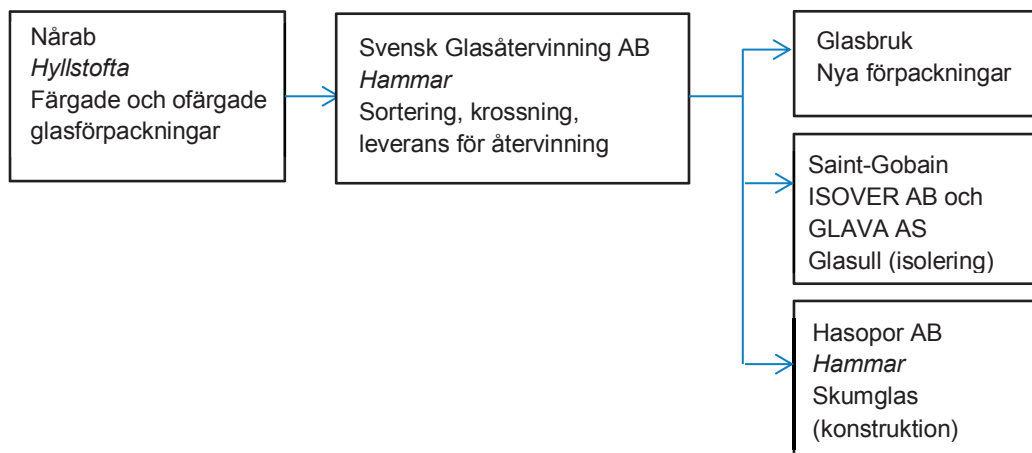 Nårab
Hyllstofta
Färgade och ofärgade
glasförpackningar
Svensk Glasåtervinning AB
Hammar
Sortering, krossning,
leverans för återvinning
Glasbruk
Nya förpackningar
Saint-Gobain
ISOVER AB och
GLAVA AS
Glasull (isolering)
Hasopor AB
Hammar
Skumglas
(konstruktion)